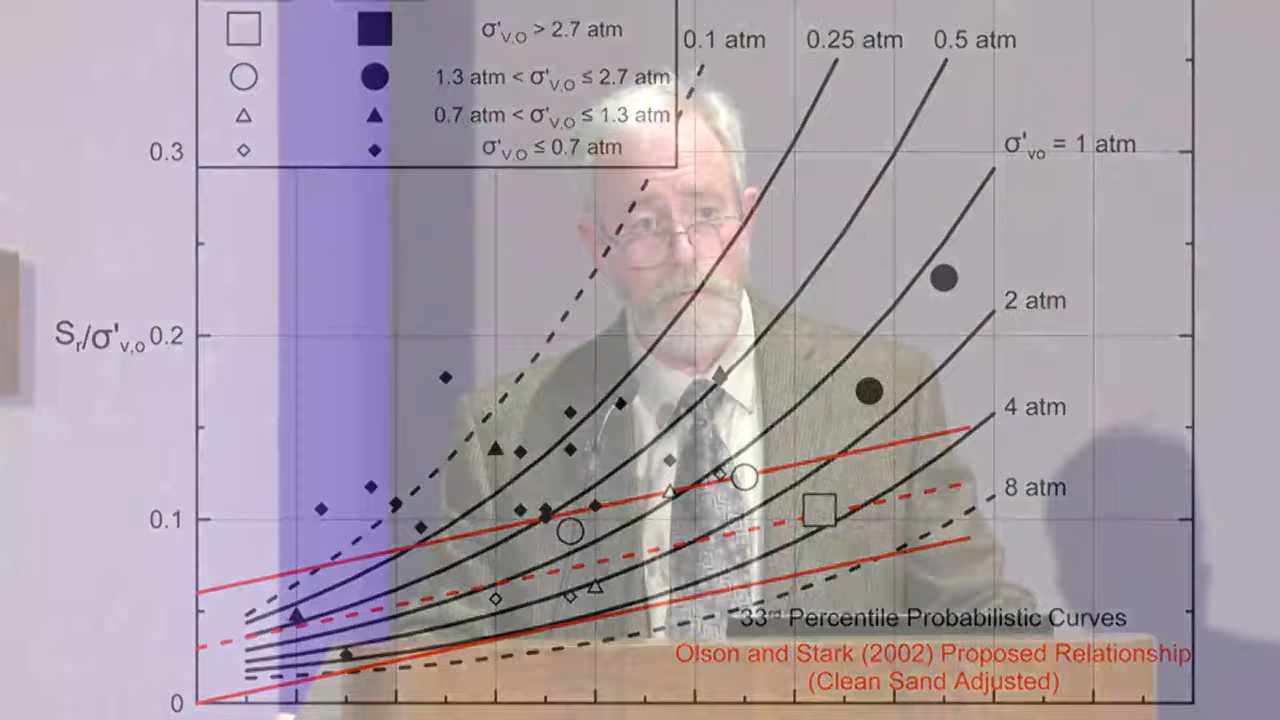 σ'V,O > 2.7 atm
1.3 atm < σ'V,O ≤ 2.7 atm
0.7 atm < σ'V,O ≤ 1.3 atm
σ'V,O ≤ 0.7 atm
0.1 atm
0.25 atm
0.5 atm
σ'vo = 1 atm
2 atm
4 atm
8 atm
Sr/σ'v,o
0.3
0.2
0.1
0
33rd Percentile Probabilistic Curves
Olson and Stark (2002) Proposed Relationship
(Clean Sand Adjusted)